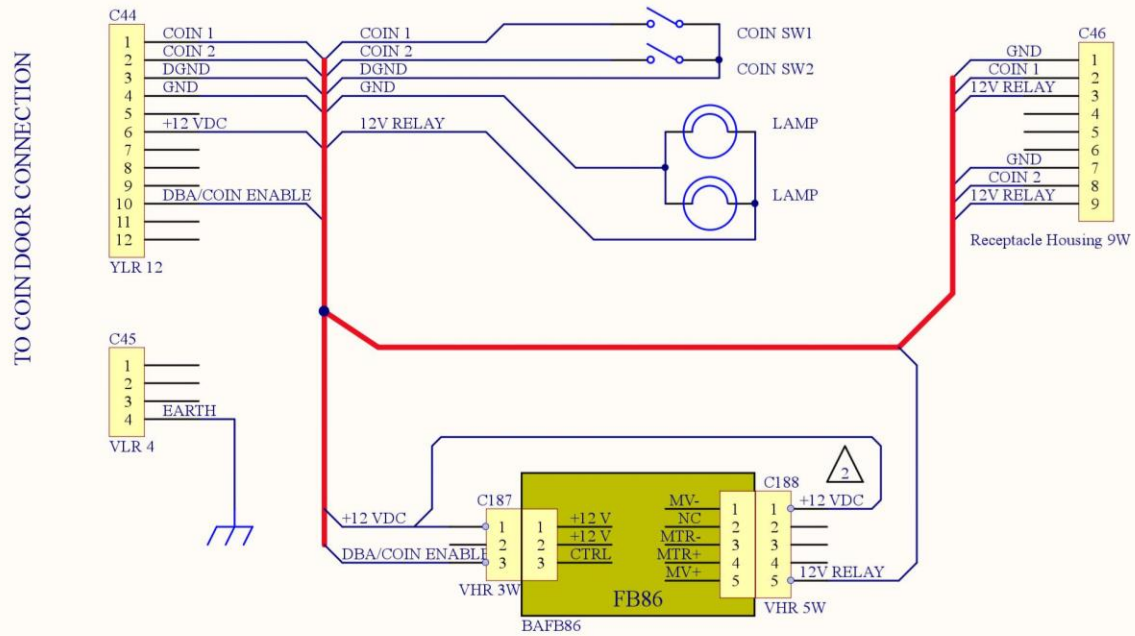 TO COIN DOOR CONNECTION
C44
1 COIN 1 COIN 1
2 COIN 2 COIN 2
3 DGND DGND
4 GND GND
5
6 +12 VDC 12V RELAY
7
8
9
10 DBA/COIN ENABLE
11
12
YLR 12
COIN SW1
COIN SW2
LAMP
LAMP
C46
GND 1
COIN 1 2
12V RELAY 3
4
5
6
GND 7
COIN 2 8
12V RELAY 9
Receptacle Housing 9W
C45
1
2
3
4 EARTH
VLR 4
C187
+12 VDC 1 1 +12 V
2 2 +12 V
DBA/COIN ENABLE 3 3 CTRL
VHR 3W
FB86
BAFB86
2
C188
MV- 1 1 +12 VDC
NC 2 2
MTR- 3 3
MTR+ 4 4
MV+ 5 5 12V RELAY
VHR 5W